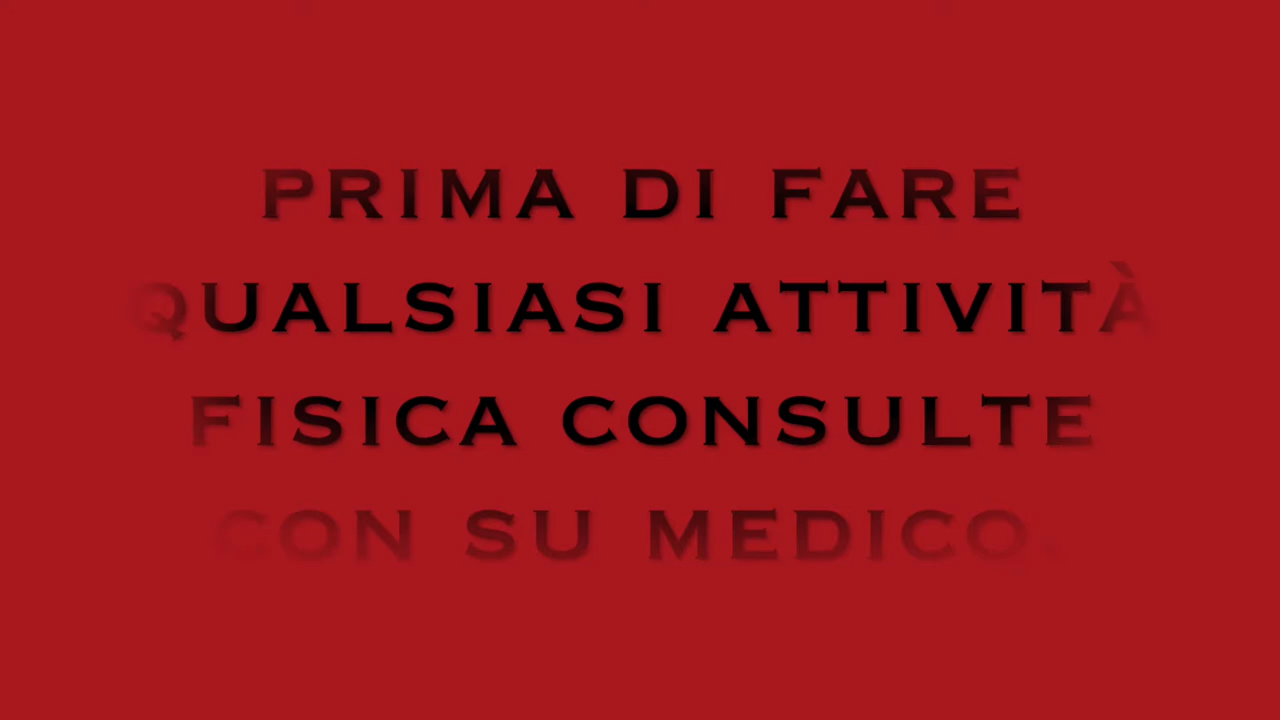 PRIMA DI FARE
QUALSIASI ATTIVITÀ
FISICA CONSULTE
CON SU MEDICO.